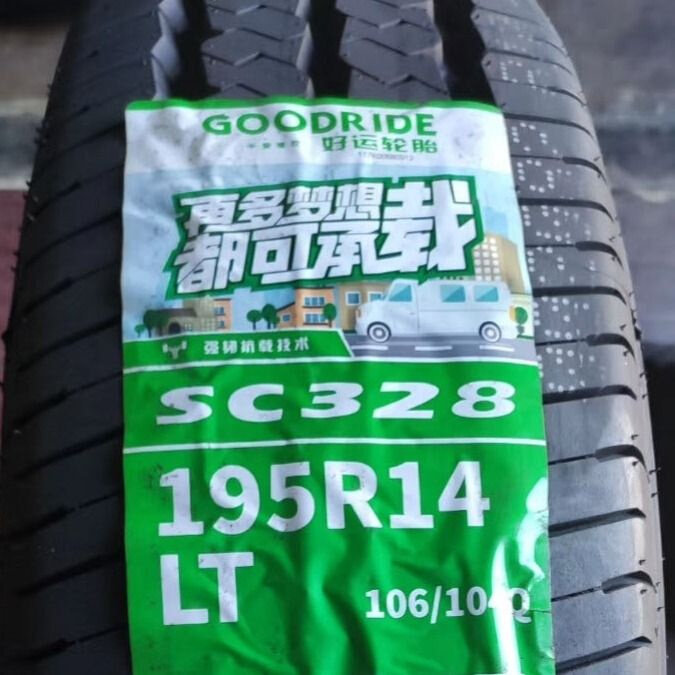 GOODRIDE
好运轮胎
再多梦想
都可承载
强韧抗载技术
SC328
195R14
LT
106/104Q